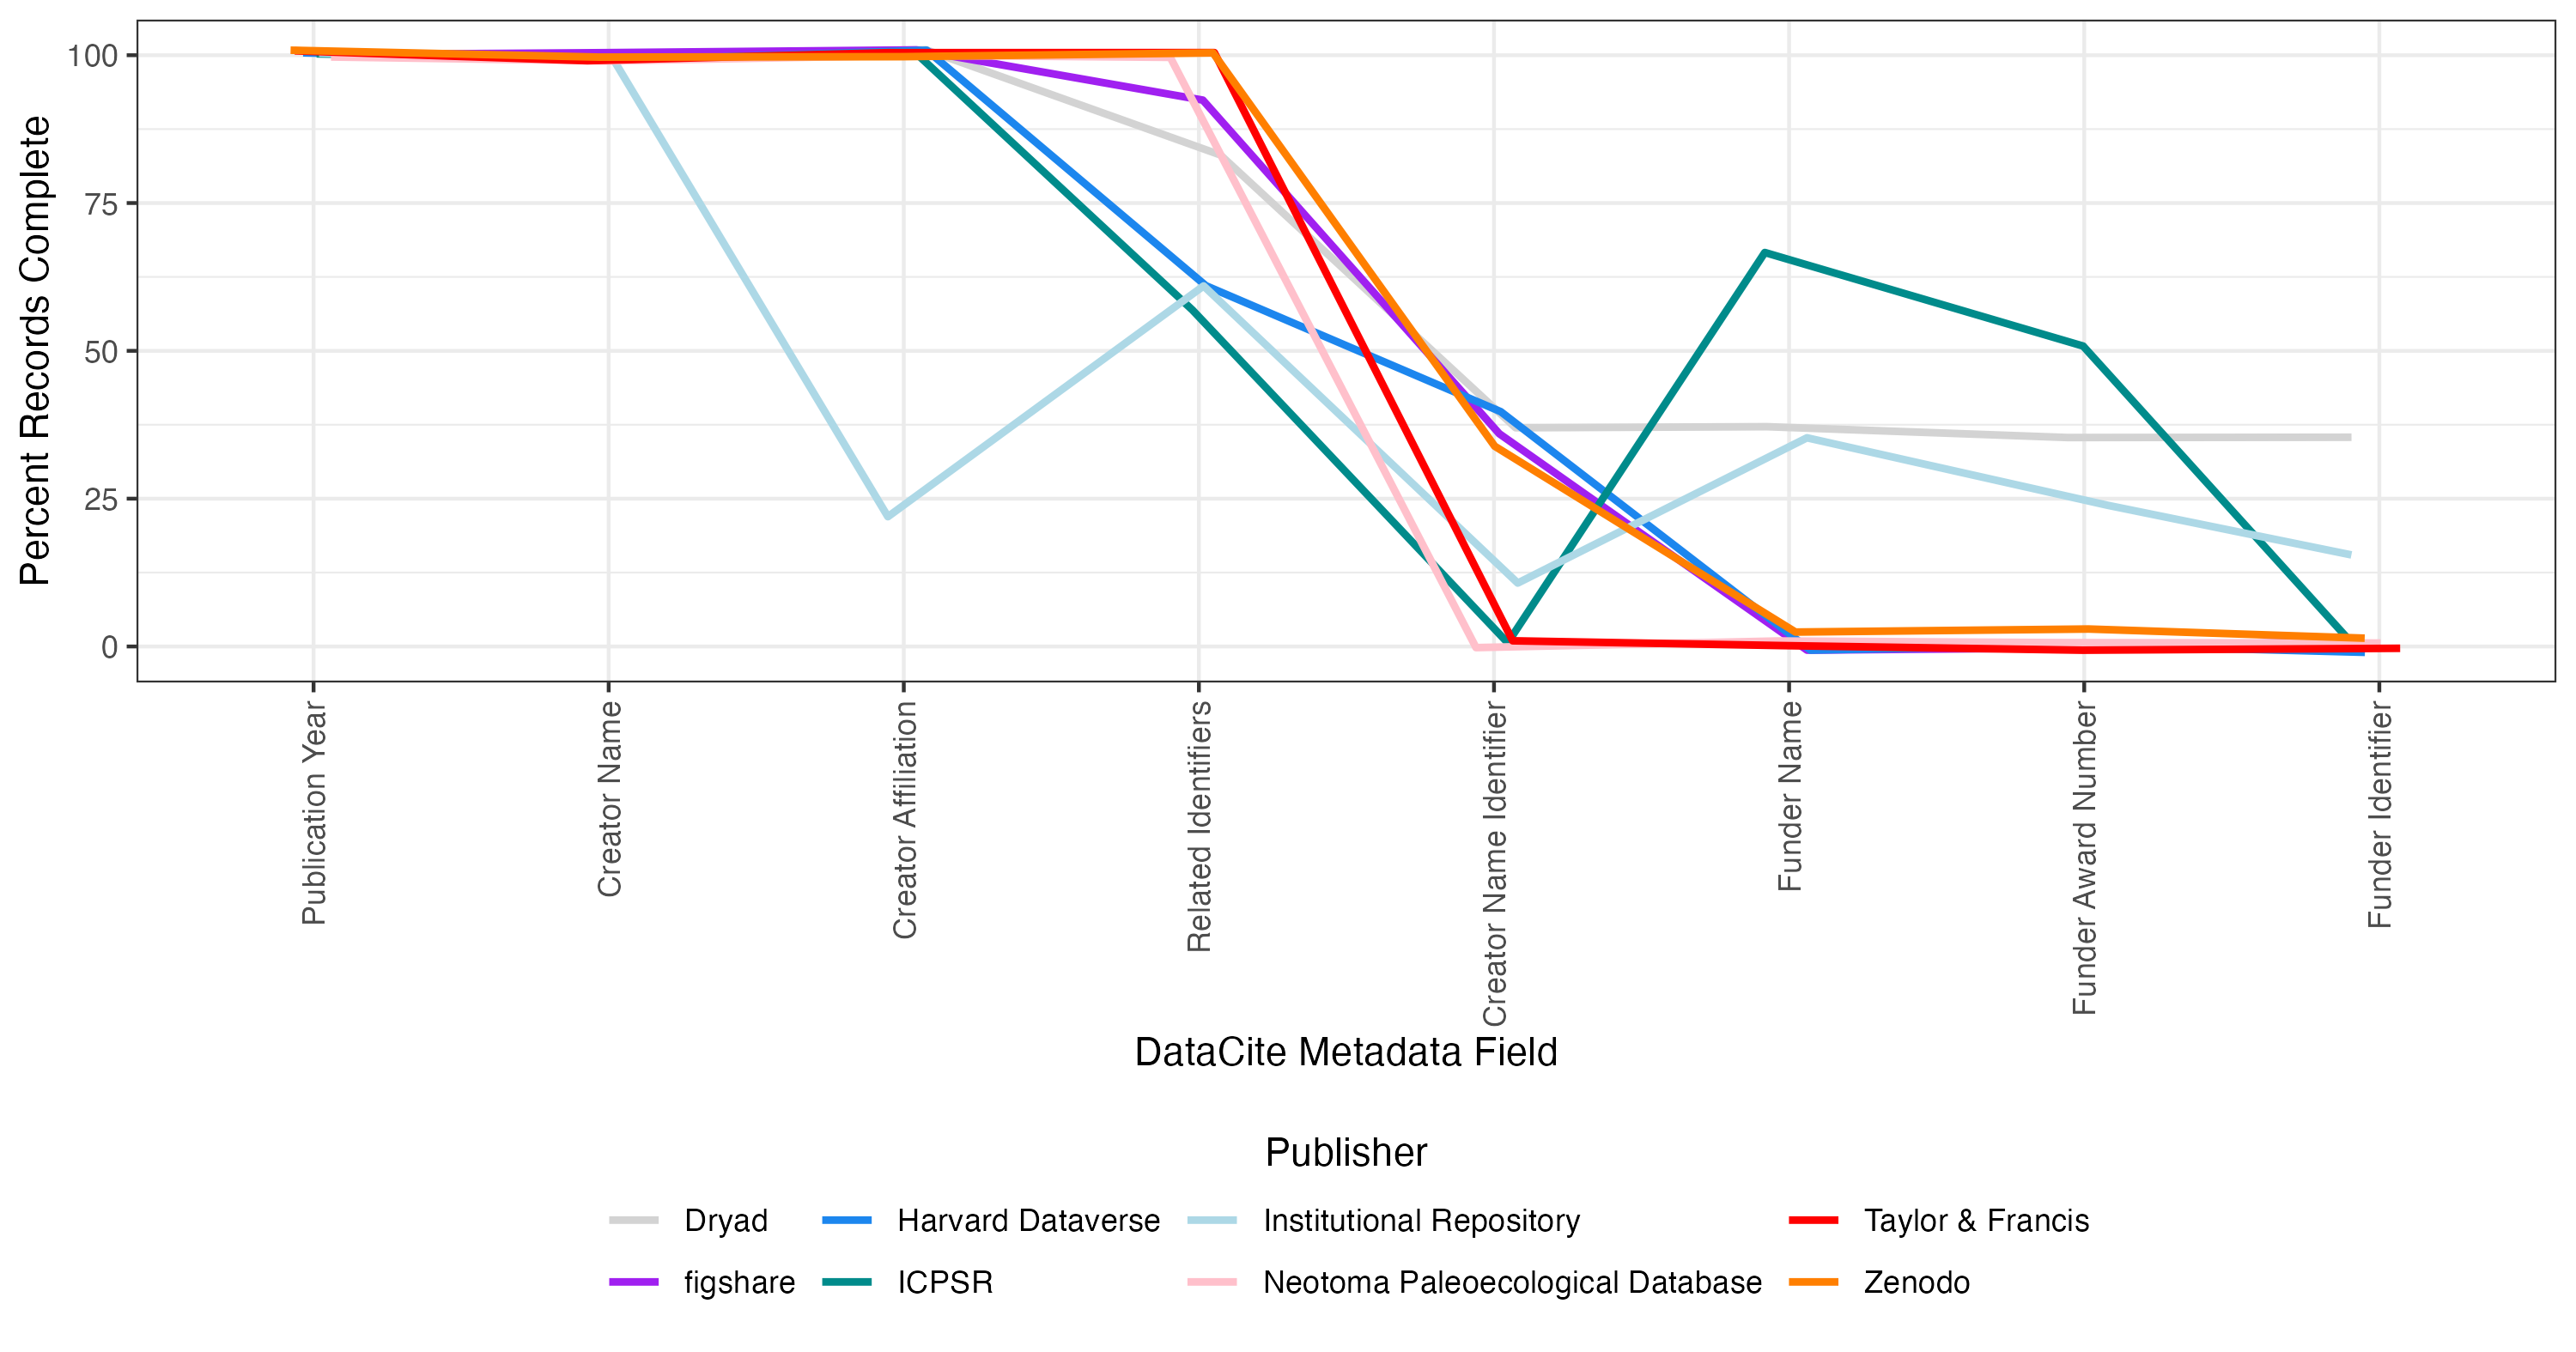 Percent Records Complete
100
75
50
25
0
Publication Year
Creator Name
Creator Affiliation
Related Identifiers
Creator Name Identifier
Funder Name
Funder Award Number
Funder Identifier
DataCite Metadata Field
Publisher
Dryad Harvard Dataverse Institutional Repository Taylor & Francis
figshare ICPSR Neotoma Paleoecological Database Zenodo